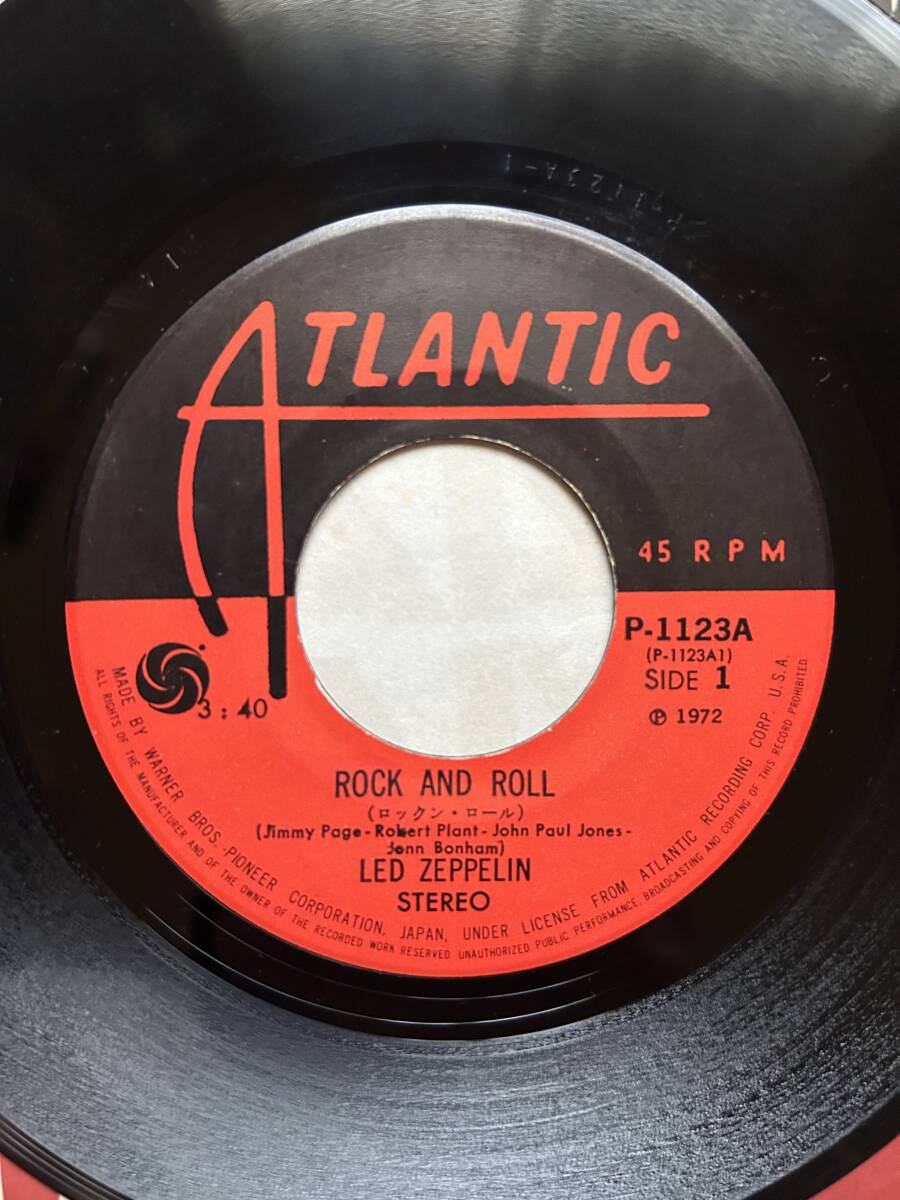 P-1123A-1
ATLANTIC
45 RPM
P-1123A
(P-1123A1)
SIDE 1
℗ 1972
3:40
ROCK AND ROLL
(ロックン・ロール)
(Jimmy Page-Robert Plant-John Paul Jones-
Jonn Bonham)
LED ZEPPELIN
STEREO
MADE BY WARNER BROS.-PIONEER CORPORATION, JAPAN, UNDER LICENSE FROM ATLANTIC RECORDING CORP. U.S.A.
ALL RIGHTS OF THE MANUFACTURER AND OF THE OWNER OF THE RECORDED WORK RESERVED. UNAUTHORIZED PUBLIC PERFORMANCE, BROADCASTING AND COPYING OF THIS RECORD PROHIBITED.